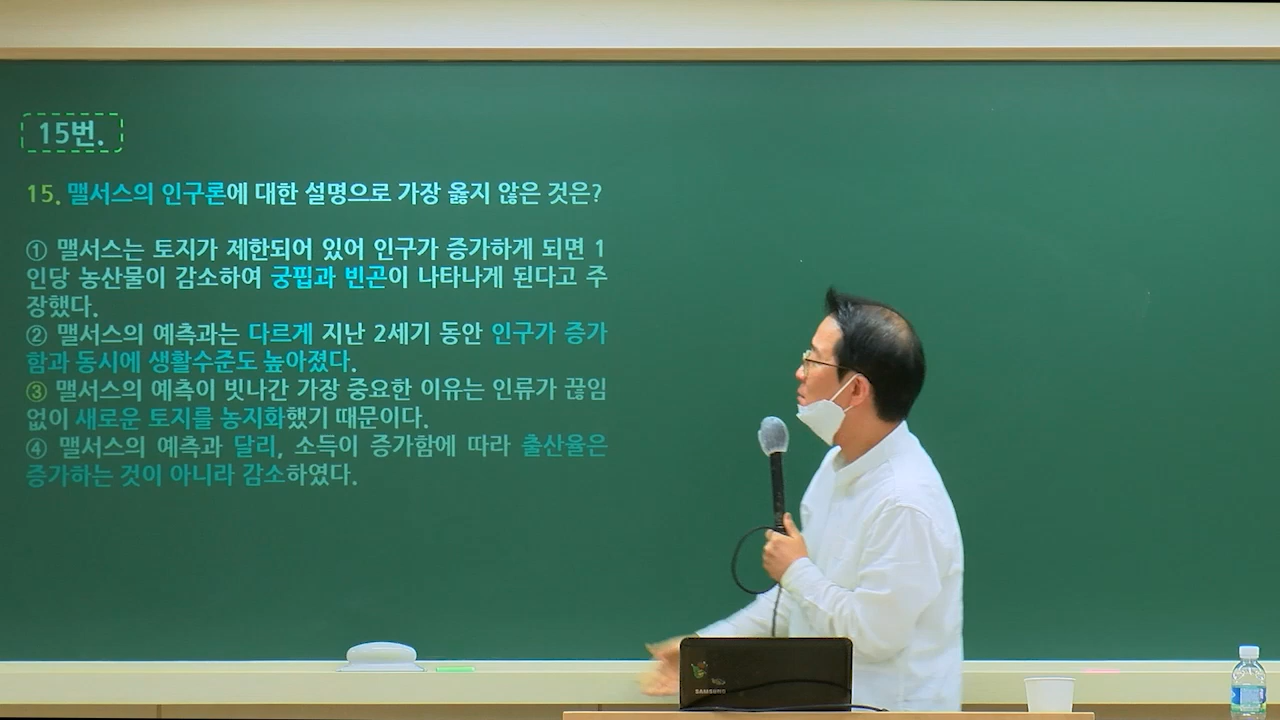 15번.
15. 맬서스의 인구론에 대한 설명으로 가장 옳지 않은 것은?
① 맬서스는 토지가 제한되어 있어 인구가 증가하게 되면 1
인당 농산물이 감소하여 궁핍과 빈곤이 나타나게 된다고 주
장했다.
② 맬서스의 예측과는 다르게 지난 2세기 동안 인구가 증가
함과 동시에 생활수준도 높아졌다.
③ 맬서스의 예측이 빗나간 가장 중요한 이유는 인류가 끊임
없이 새로운 토지를 농지화했기 때문이다.
④ 맬서스의 예측과 달리, 소득이 증가함에 따라 출산율은
증가하는 것이 아니라 감소하였다.
SAMSUNG